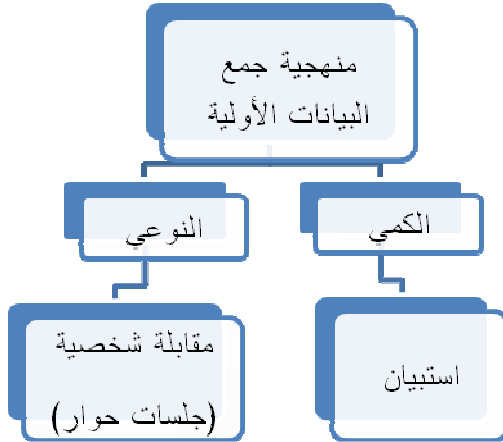 منهجية جمع
البيانات الأولية
الكمي
النوعي
استبيان
مقابلة شخصية
(جلسات حوار)